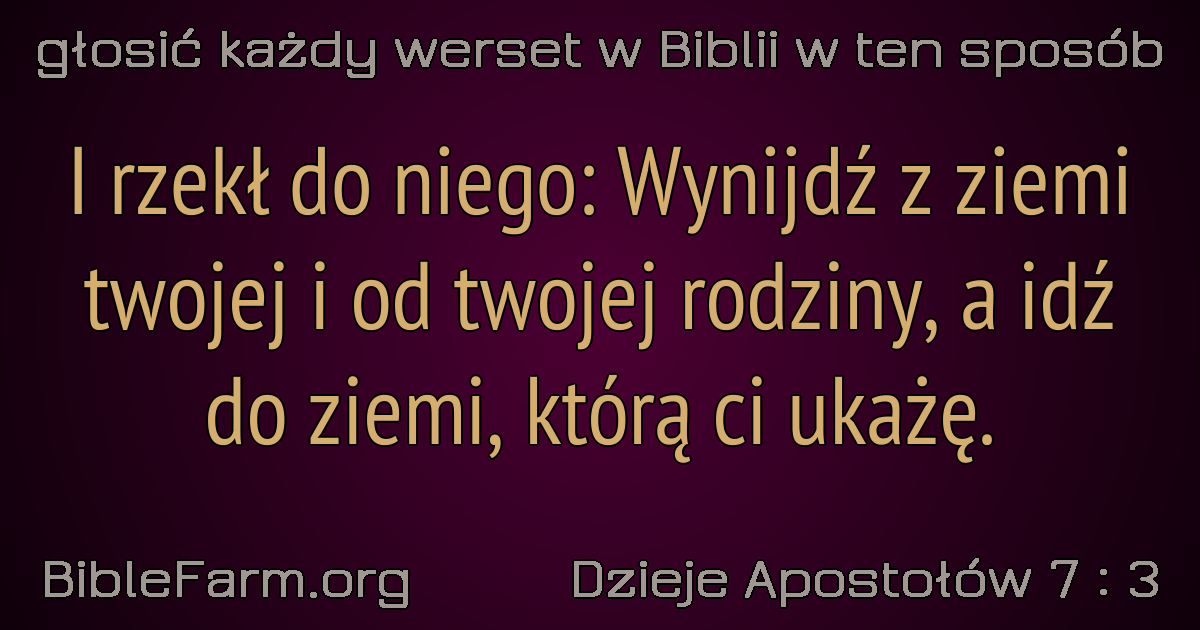 głosić każdy werset w Biblii w ten sposób
I rzekł do niego: Wynijdź z ziemi
twojej i od twojej rodziny, a idź
do ziemi, którą ci ukażę.
BibleFarm.org
Dzieje Apostołów 7 : 3